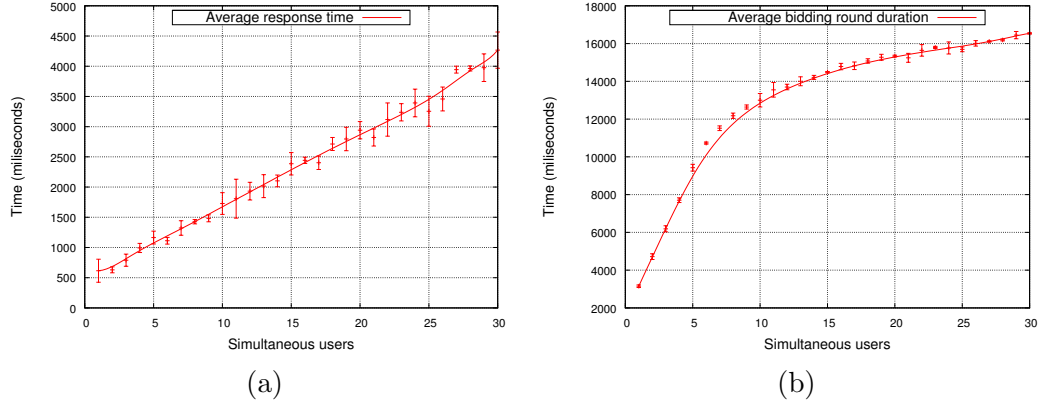 Average response time
5000
4500
4000
3500
3000
2500
2000
1500
1000
500
0
Time (miliseconds)
0 5 10 15 20 25 30
Simultaneous users
(a)
Average bidding round duration
18000
16000
14000
12000
10000
8000
6000
4000
2000
Time (miliseconds)
0 5 10 15 20 25 30
Simultaneous users
(b)